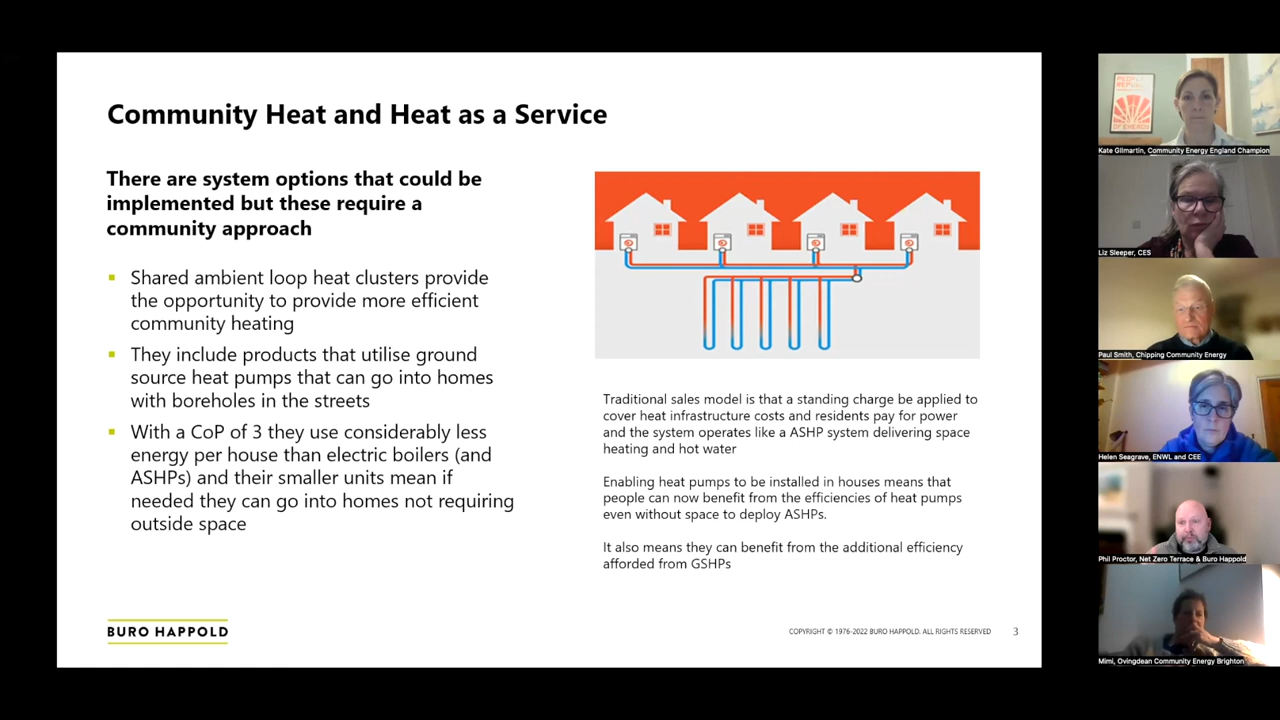 Community Heat and Heat as a Service
There are system options that could be
implemented but these require a
community approach
Shared ambient loop heat clusters provide
the opportunity to provide more efficient
community heating
They include products that utilise ground
source heat pumps that can go into homes
with boreholes in the streets
With a CoP of 3 they use considerably less
energy per house than electric boilers (and
ASHPs) and their smaller units mean if
needed they can go into homes not requiring
outside space
Traditional sales model is that a standing charge be applied to
cover heat infrastructure costs and residents pay for power
and the system operates like a ASHP system delivering space
heating and hot water
Enabling heat pumps to be installed in houses means that
people can now benefit from the efficiencies of heat pumps
even without space to deploy ASHPs.
It also means they can benefit from the additional efficiency
afforded from GSHPs
BURO HAPPOLD
COPYRIGHT © 1976-2022 BURO HAPPOLD. ALL RIGHTS RESERVED
3
Kate Gilmartin, Community Energy England Champion
Liz Sleeper, CES
Paul Smith, Chipping Community Energy
Helen Seagrave, ENWL and CEE
Phil Proctor, Net Zero Terrace & Buro Happold
Mimi, Ovingdean Community Energy Brighton